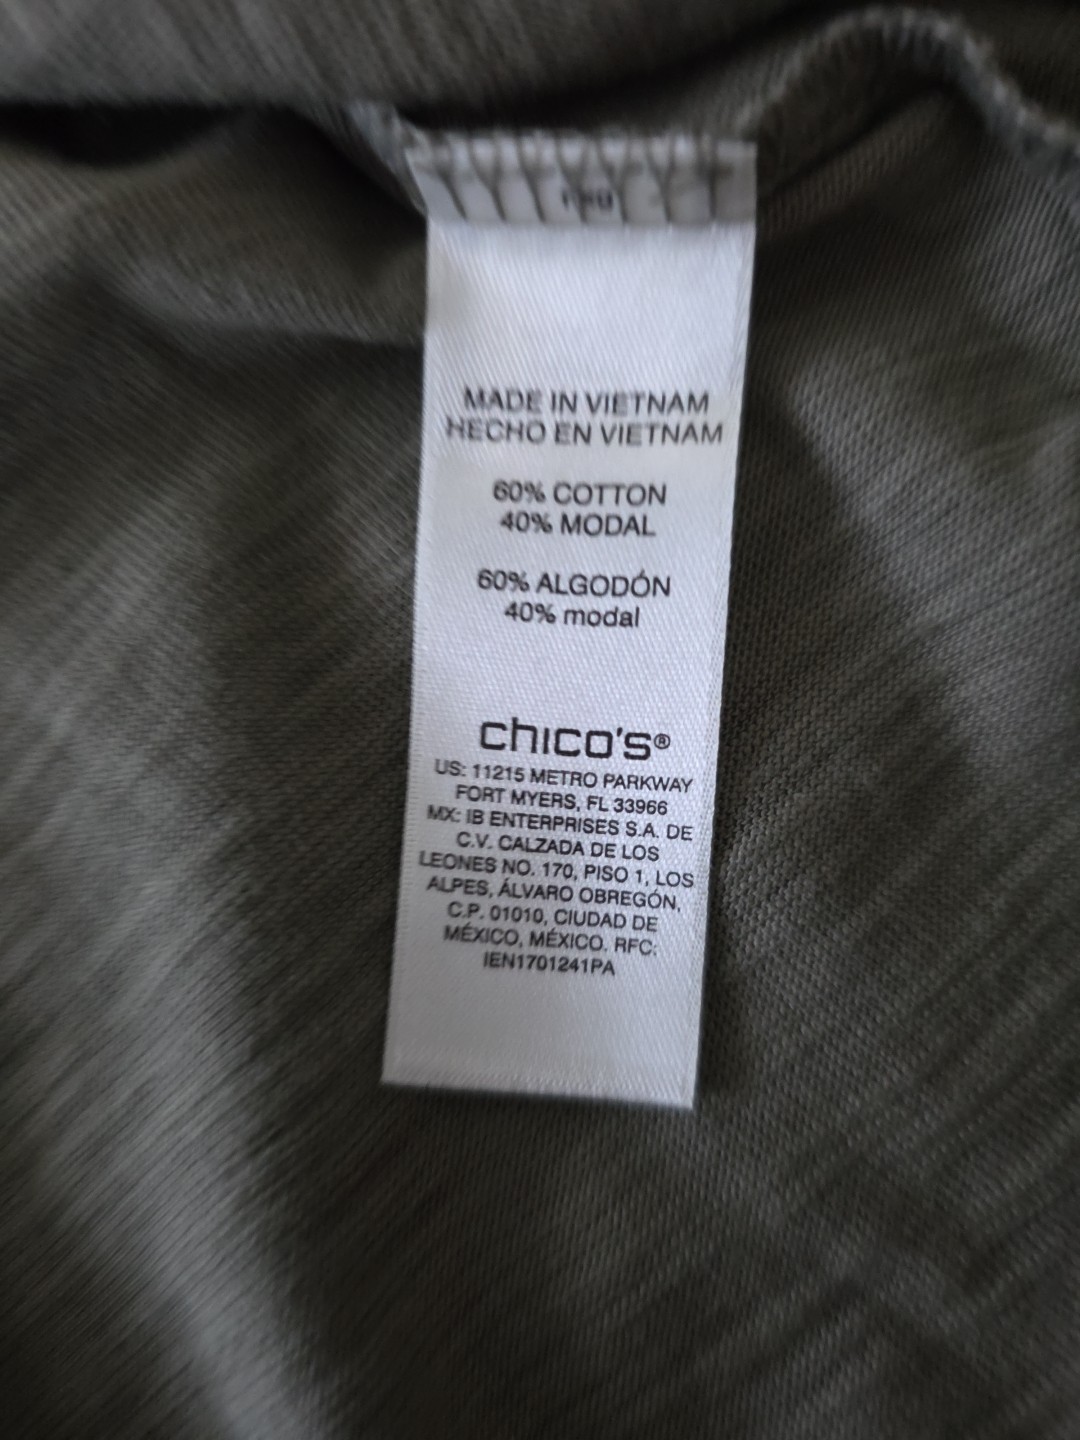 MADE IN VIETNAM
HECHO EN VIETNAM
60% COTTON
40% MODAL
60% ALGODÓN
40% modal
chico's®
US: 11215 METRO PARKWAY
FORT MYERS, FL 33966
MX: IB ENTERPRISES S.A. DE
C.V. CALZADA DE LOS
LEONES NO. 170, PISO 1, LOS
ALPES, ÁLVARO OBREGÓN,
C.P. 01010, CIUDAD DE
MÉXICO, MÉXICO. RFC:
IEN1701241PA